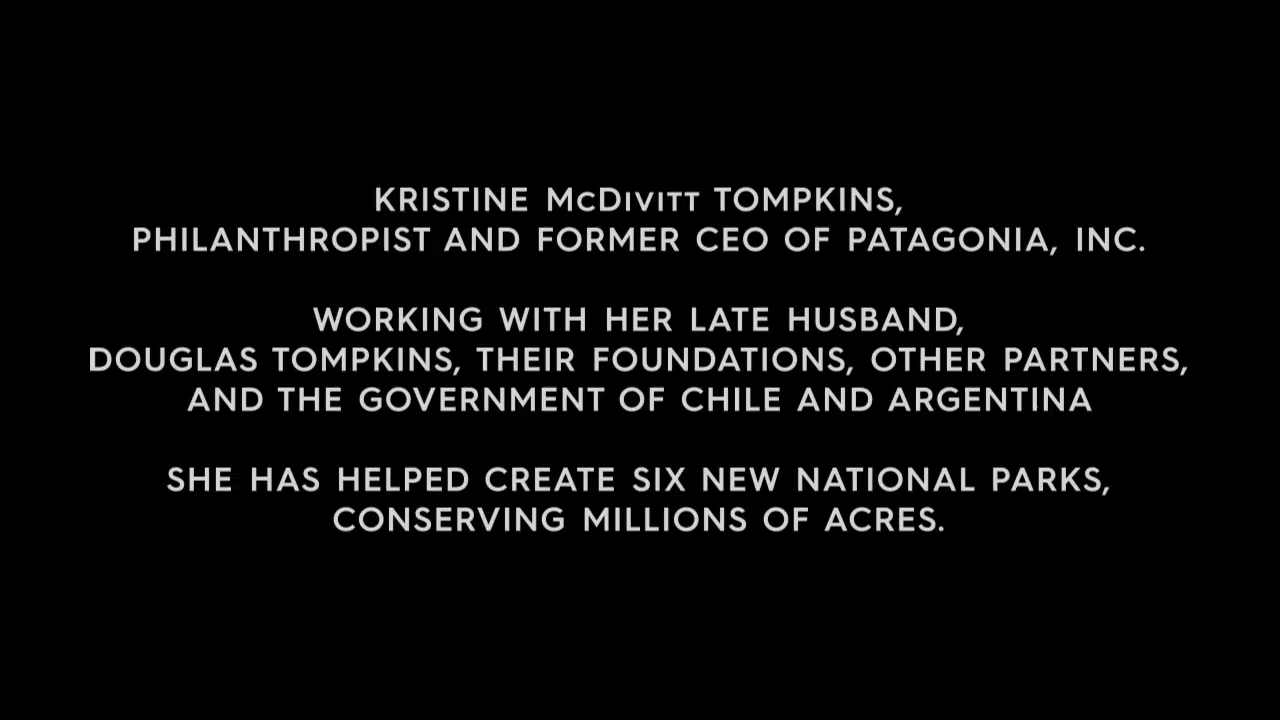 KRISTINE McDIVITT TOMPKINS,
PHILANTHROPIST AND FORMER CEO OF PATAGONIA, INC.
WORKING WITH HER LATE HUSBAND,
DOUGLAS TOMPKINS, THEIR FOUNDATIONS, OTHER PARTNERS,
AND THE GOVERNMENT OF CHILE AND ARGENTINA
SHE HAS HELPED CREATE SIX NEW NATIONAL PARKS,
CONSERVING MILLIONS OF ACRES.